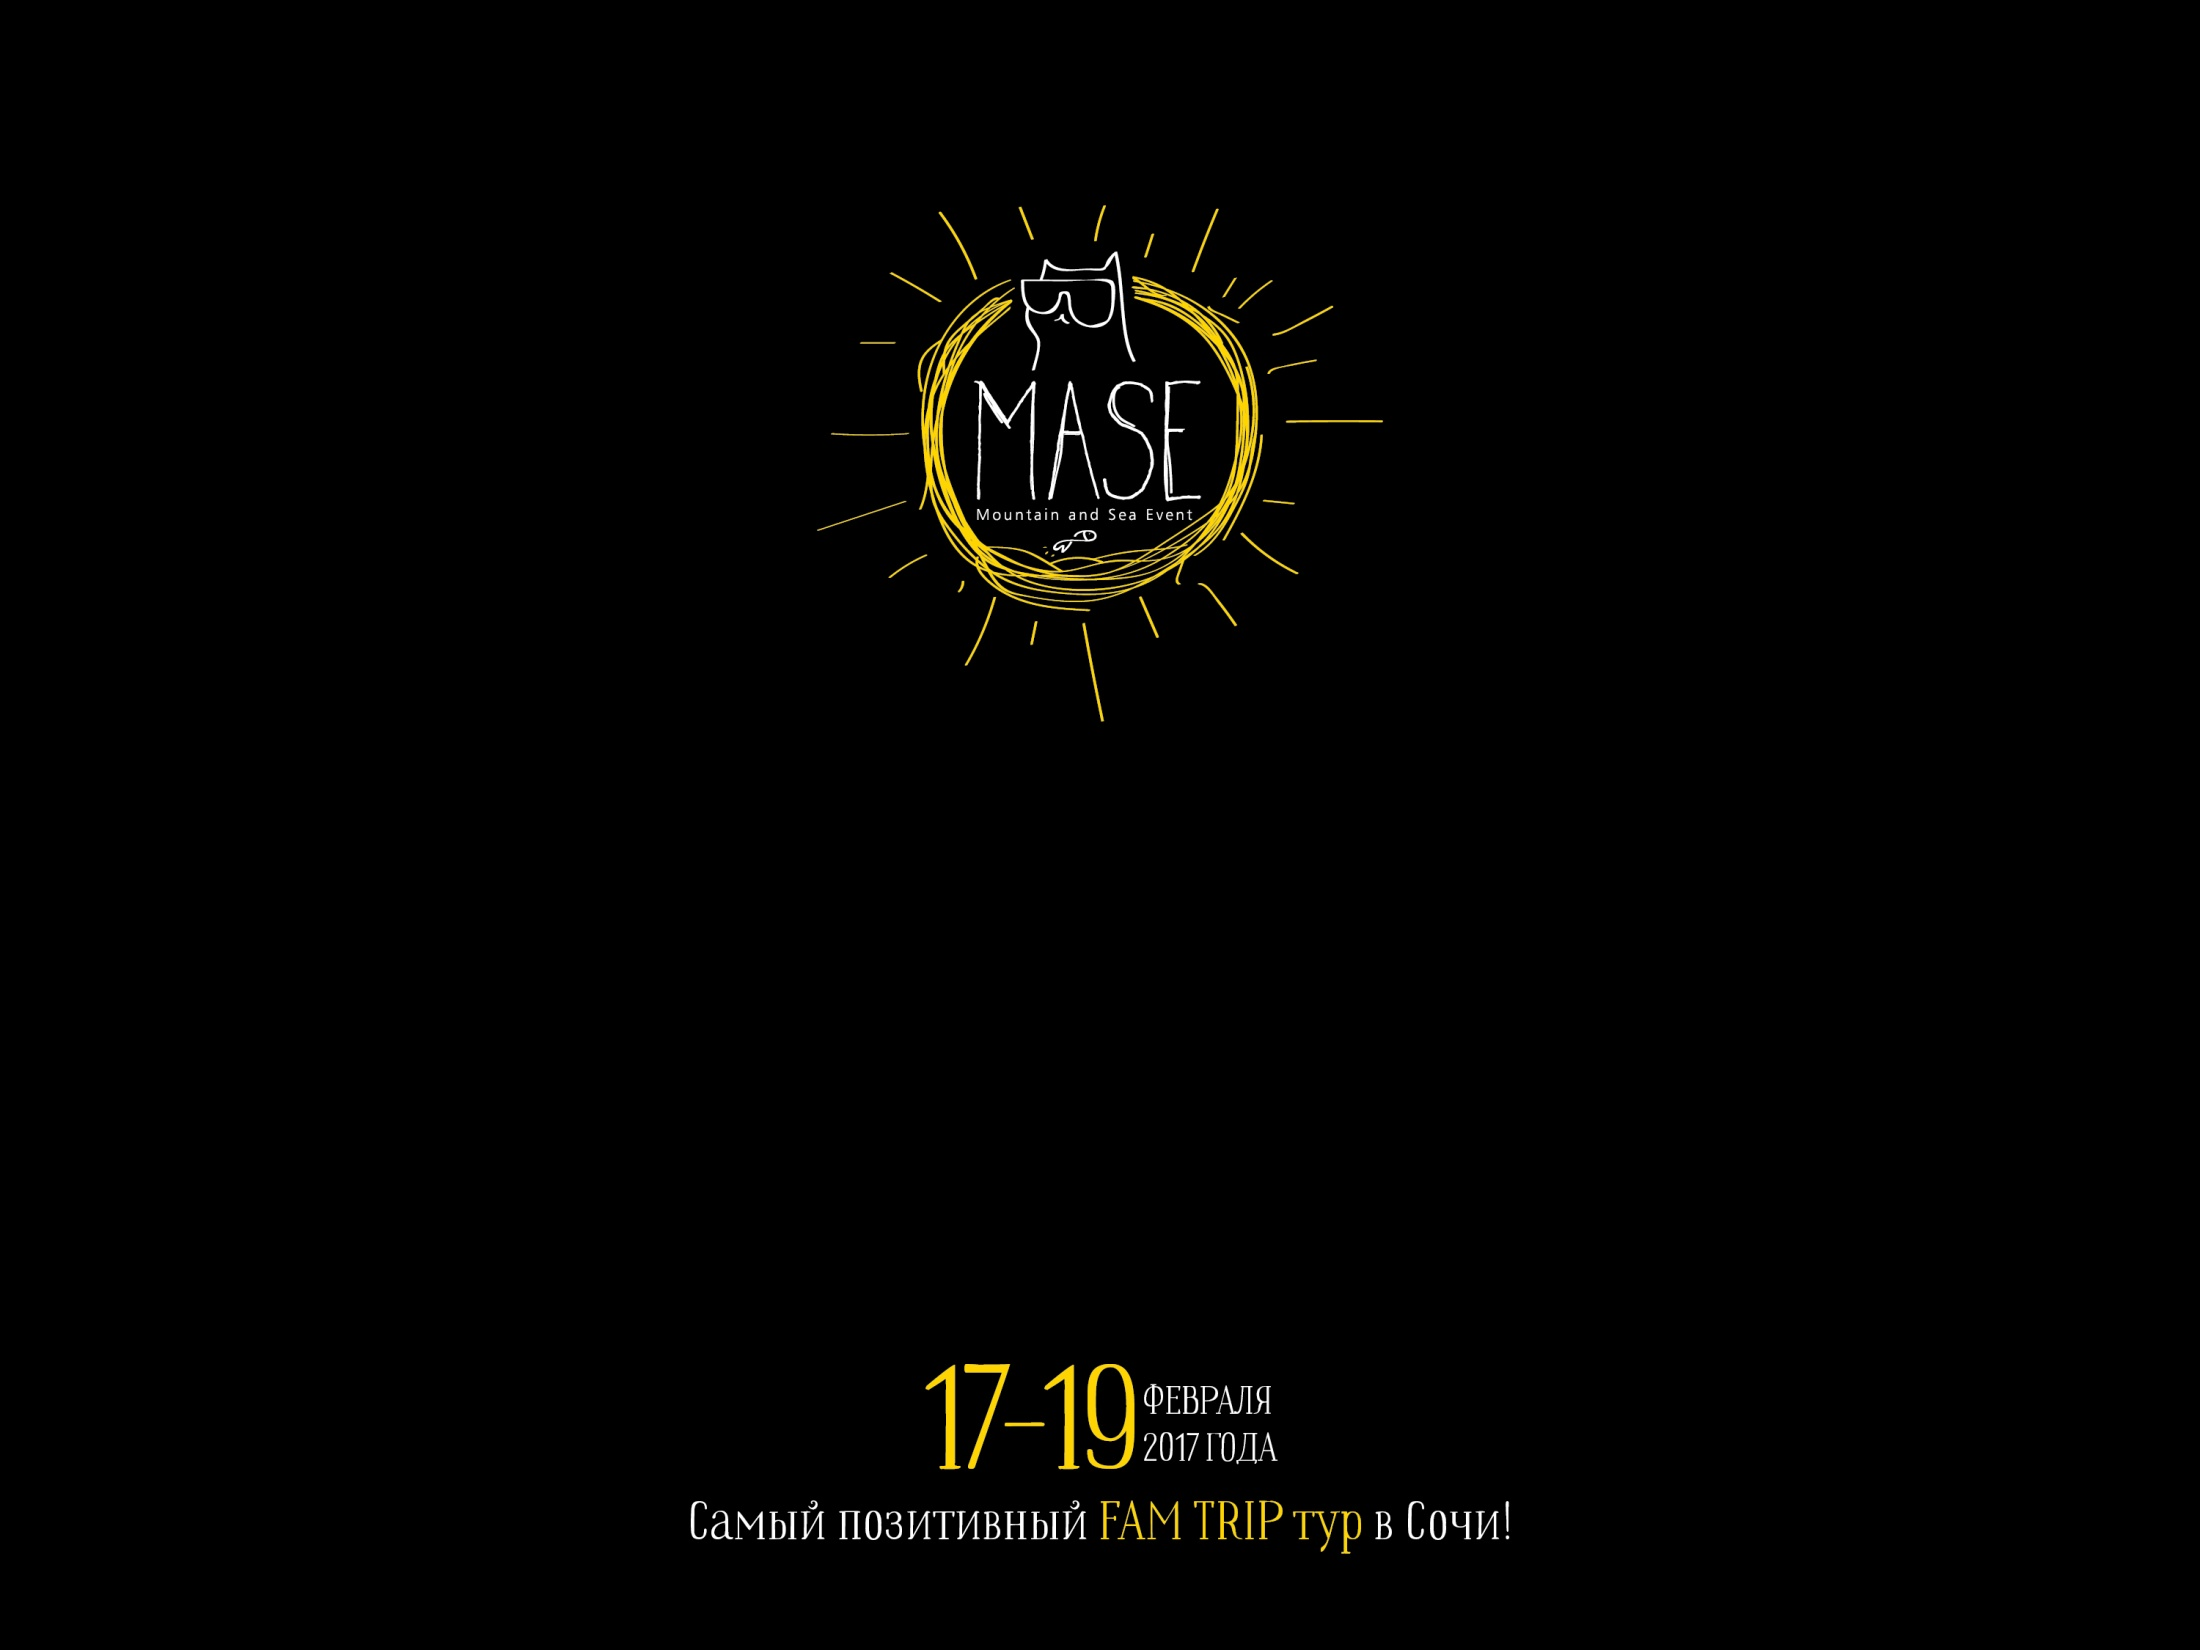 MASE
Mountain and Sea Event
17–19
ФЕВРАЛЯ
2017 ГОДА
Самый позитивный FAM TRIP тур в Сочи!